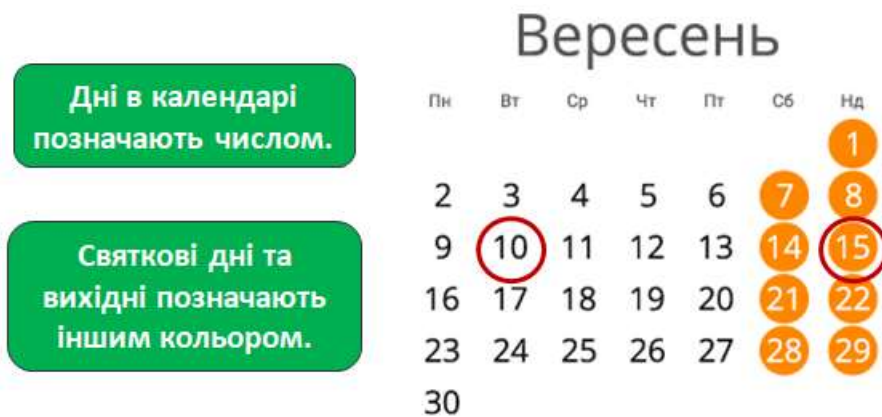 Дні в календарі
позначають числом.
Святкові дні та
вихідні позначають
іншим кольором.
Вересень
Пн Вт Ср Чт Пт Сб Нд
1
2 3 4 5 6 7 8
9 10 11 12 13 14 15
16 17 18 19 20 21 22
23 24 25 26 27 28 29
30